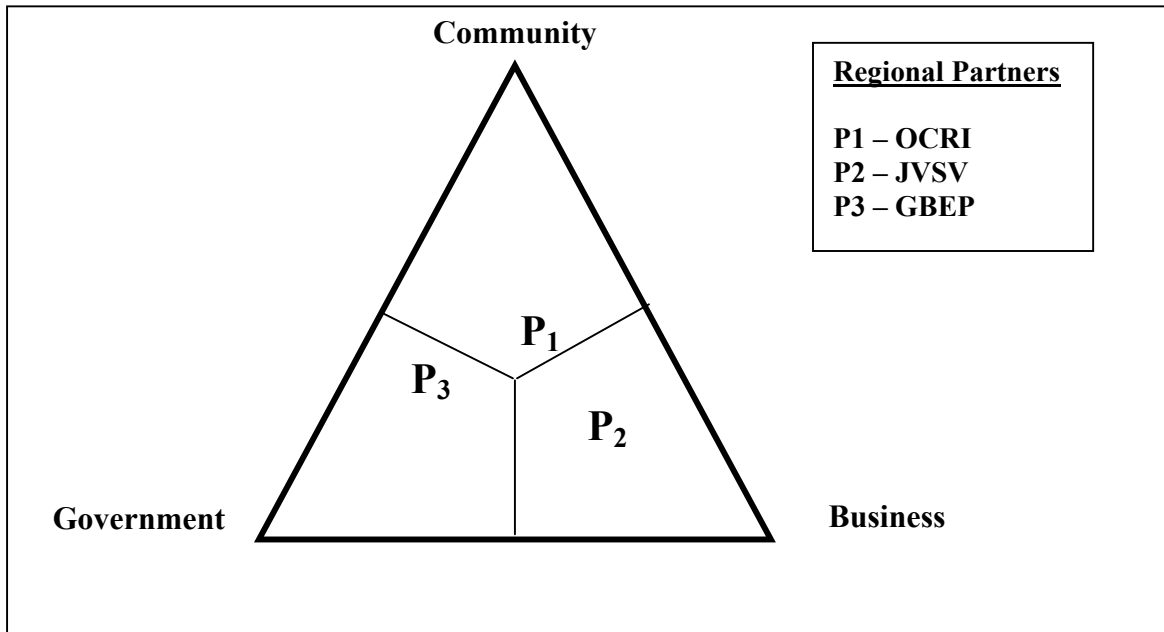 Community
Regional Partners
P1 – OCRI
P2 – JVSV
P3 – GBEP
P1
P3
P2
Government
Business